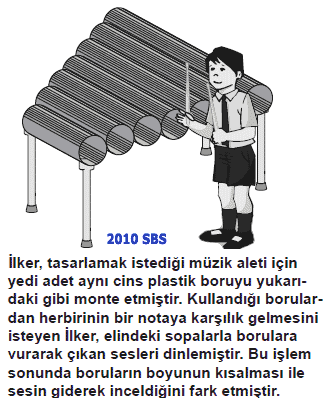 2010 SBS
İlker, tasarlamak istediği müzik aleti için
yedi adet aynı cins plastik boruyu yukarı-
daki gibi monte etmiştir. Kullandığı borular-
dan herbirinin bir notaya karşılık gelmesini
isteyen İlker, elindeki sopalarla borulara
vurarak çıkan sesleri dinlemiştir. Bu işlem
sonunda boruların boyunun kısalması ile
sesin giderek inceldiğini fark etmiştir.